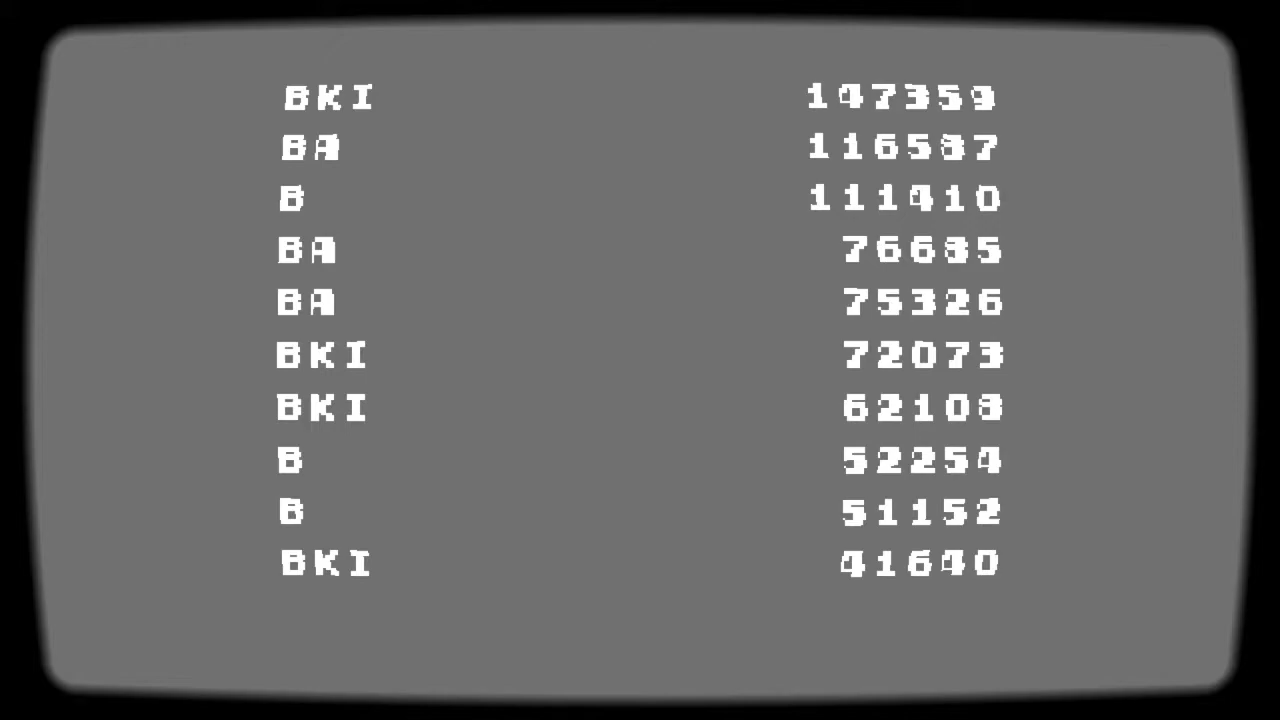 BKI 147359
BA 116587
B 111410
BA 76685
BA 75326
BKI 72073
BKI 62108
B 52254
B 51152
BKI 41640